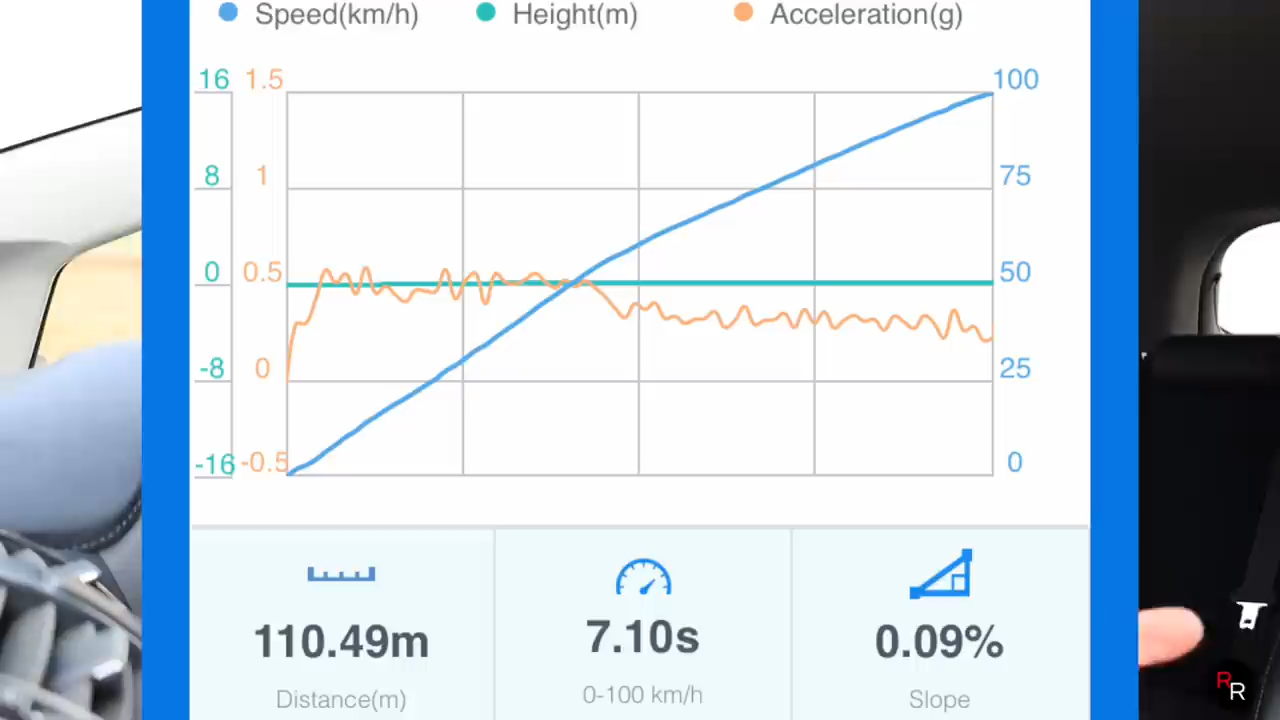 Speed(km/h) Height(m) Acceleration(g)
16 1.5 100
8 1 75
0 0.5 50
-8 0 25
-16 -0.5 0
110.49m 7.10s 0.09%
Distance(m) 0-100 km/h Slope
RR